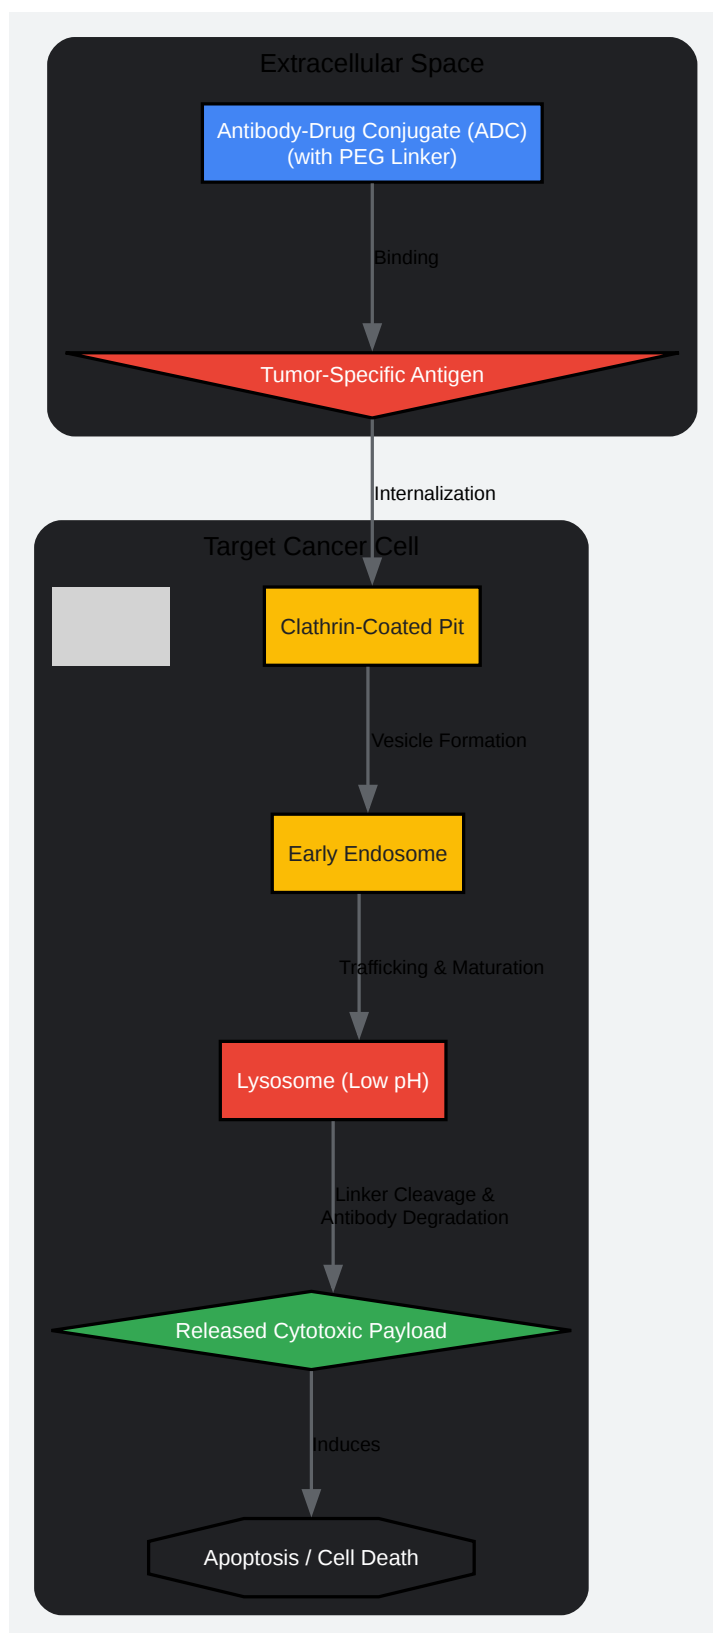 Extracellular Space
Antibody-Drug Conjugate (ADC)
(with PEG Linker)
Binding
Tumor-Specific Antigen
Internalization
Target Cancer Cell
Clathrin-Coated Pit
Vesicle Formation
Early Endosome
Trafficking & Maturation
Lysosome (Low pH)
Linker Cleavage &
Antibody Degradation
Released Cytotoxic Payload
Induces
Apoptosis / Cell Death